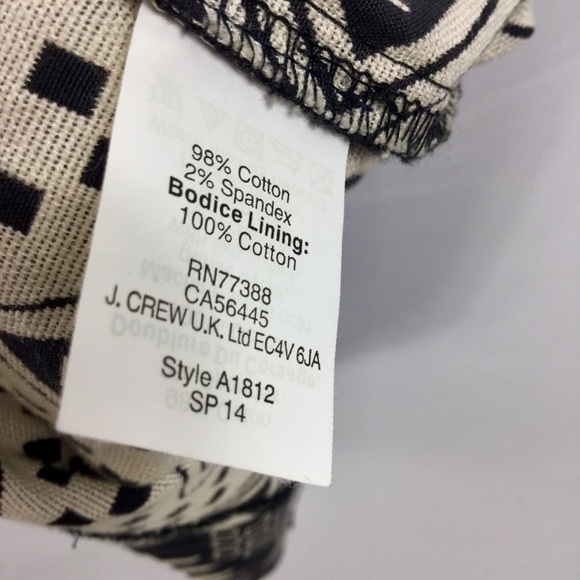 98% Cotton
2% Spandex
Bodice Lining:
100% Cotton
RN77388
CA56445
J. CREW U.K. Ltd EC4V 6JA
Style A1812
SP 14